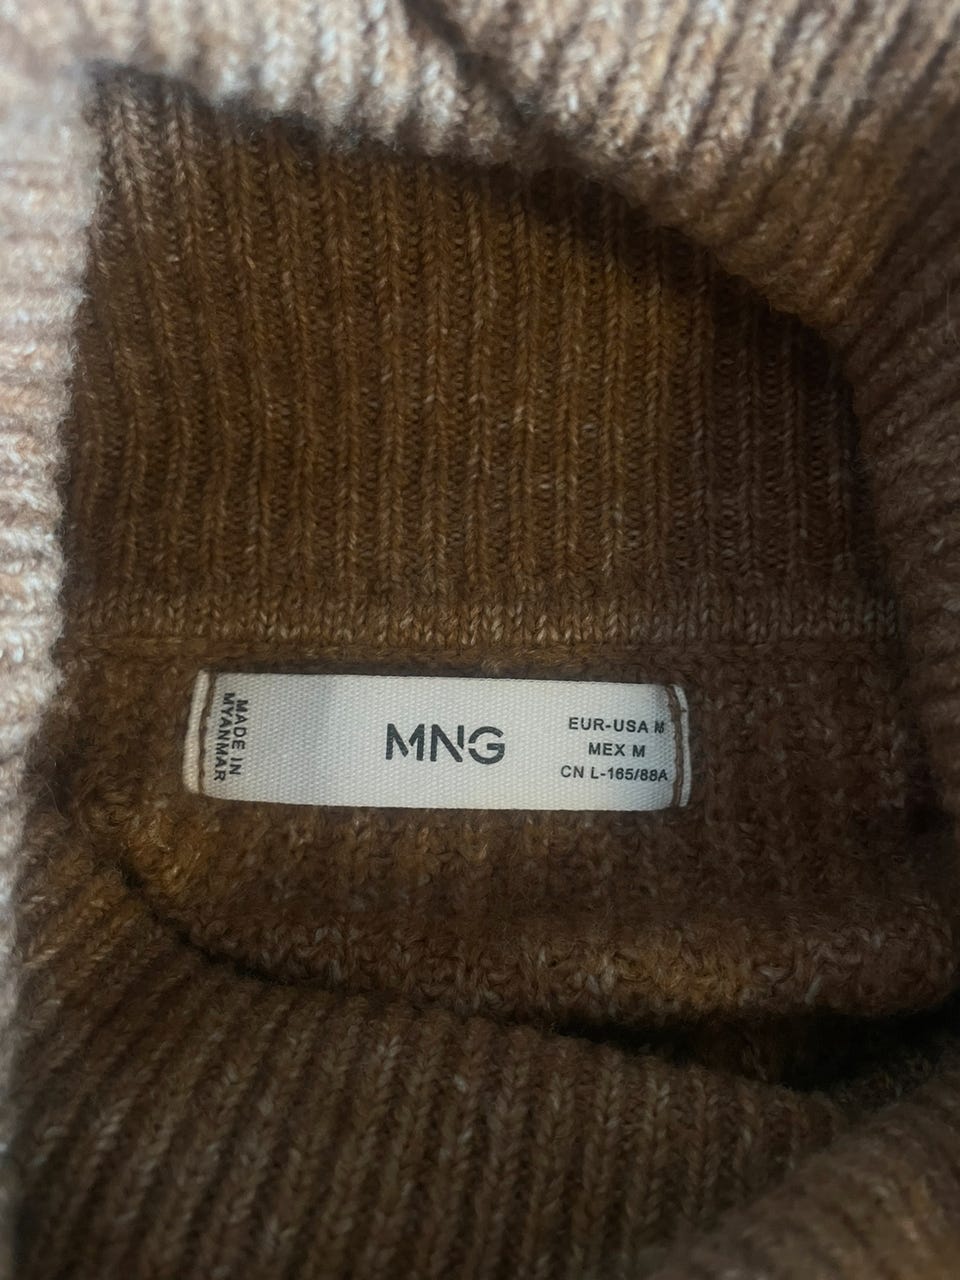 MADE IN
MYANMAR
MNG
EUR-USA M
MEX M
CN L-165/88A